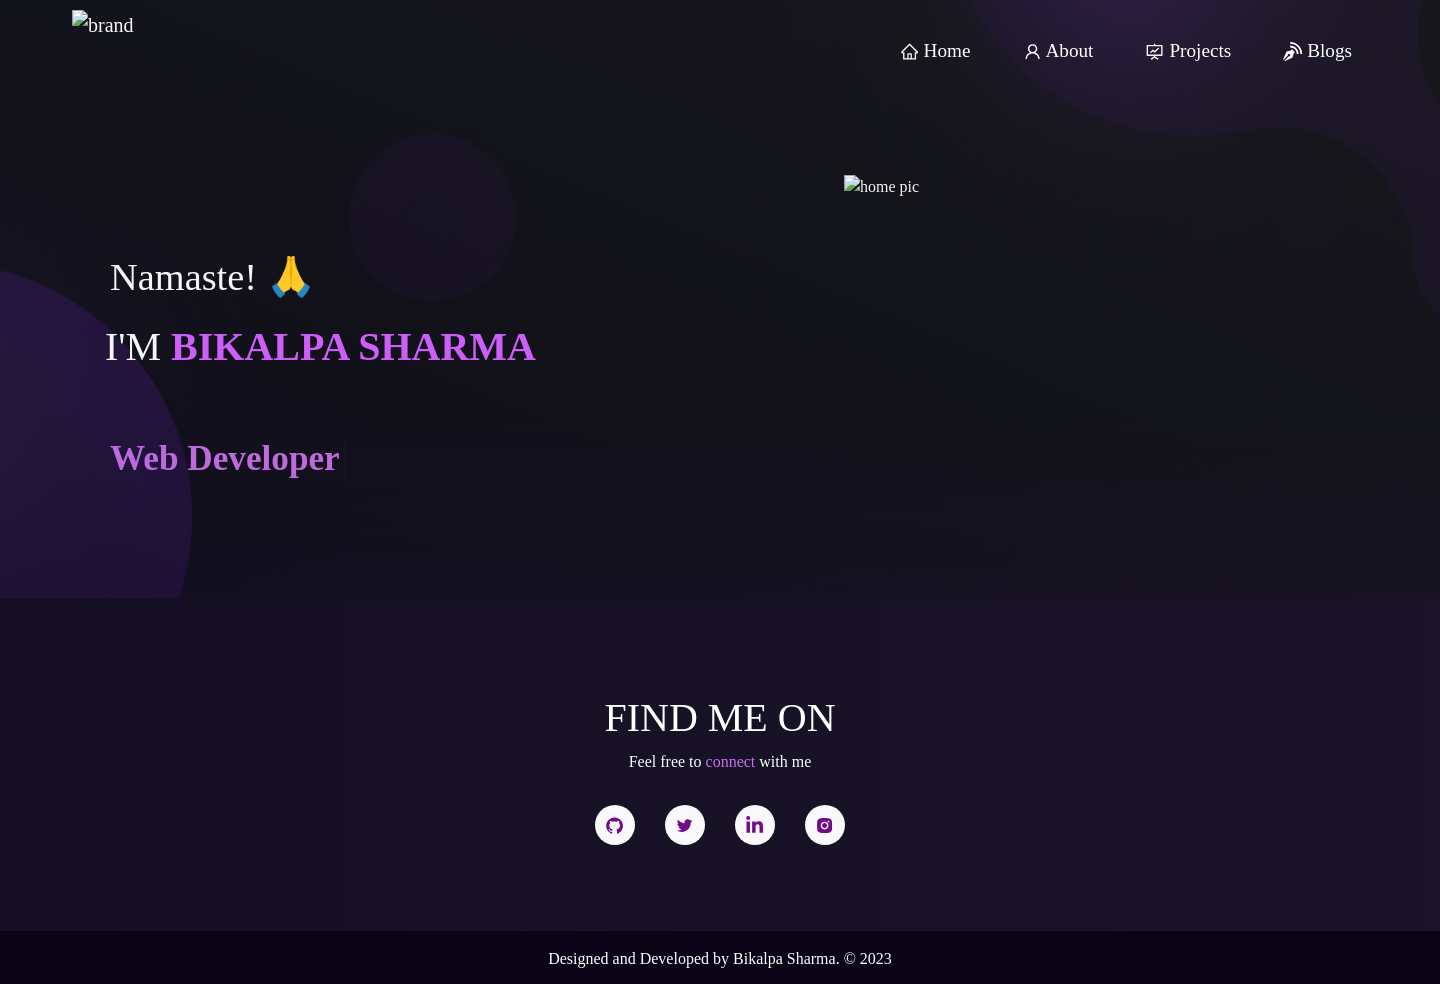 brand
Home About Projects Blogs
home pic
Namaste! 🙏
I'M BIKALPA SHARMA
Web Developer
FIND ME ON
Feel free to connect with me
Designed and Developed by Bikalpa Sharma. © 2023